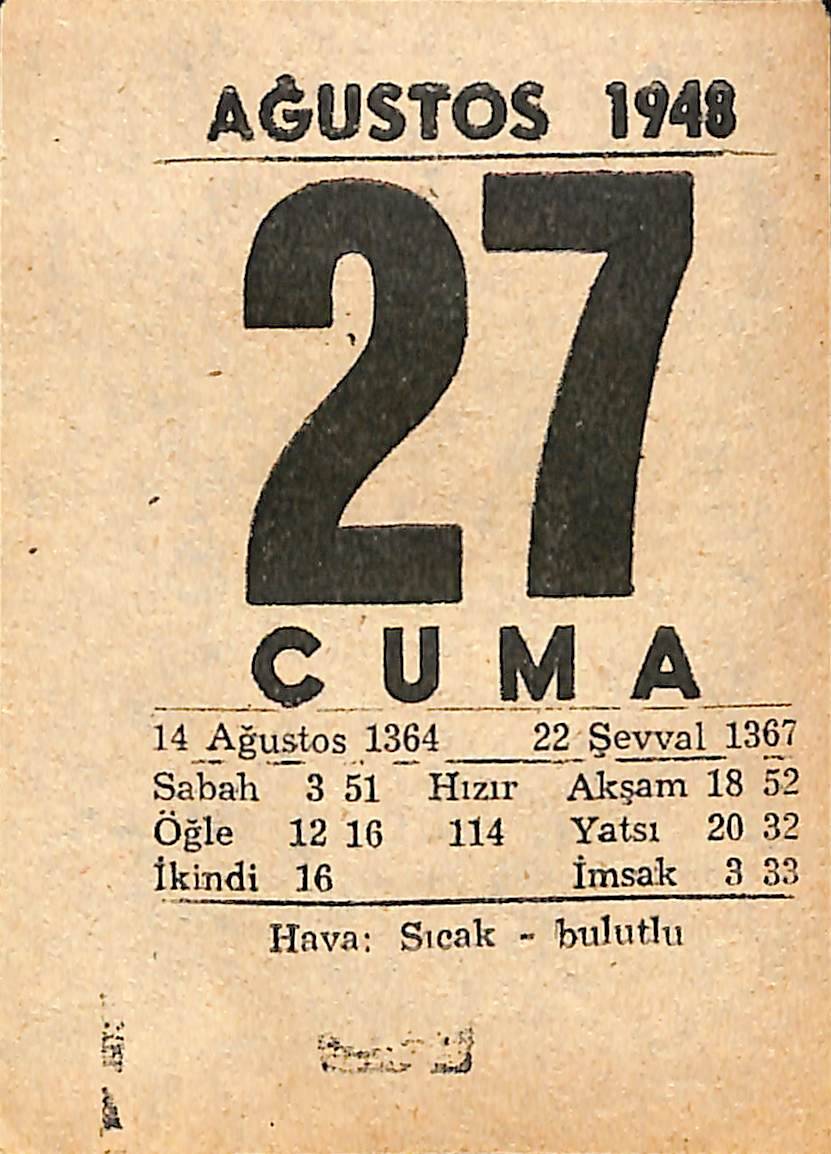 AĞUSTOS 1948
27
CUMA
14 Ağustos 1364 22 Şevval 1367
Sabah 3 51 Hızır Akşam 18 52
Öğle 12 16 114 Yatsı 20 32
İkindi 16 İmsak 3 33
Hava: Sıcak - bulutlu